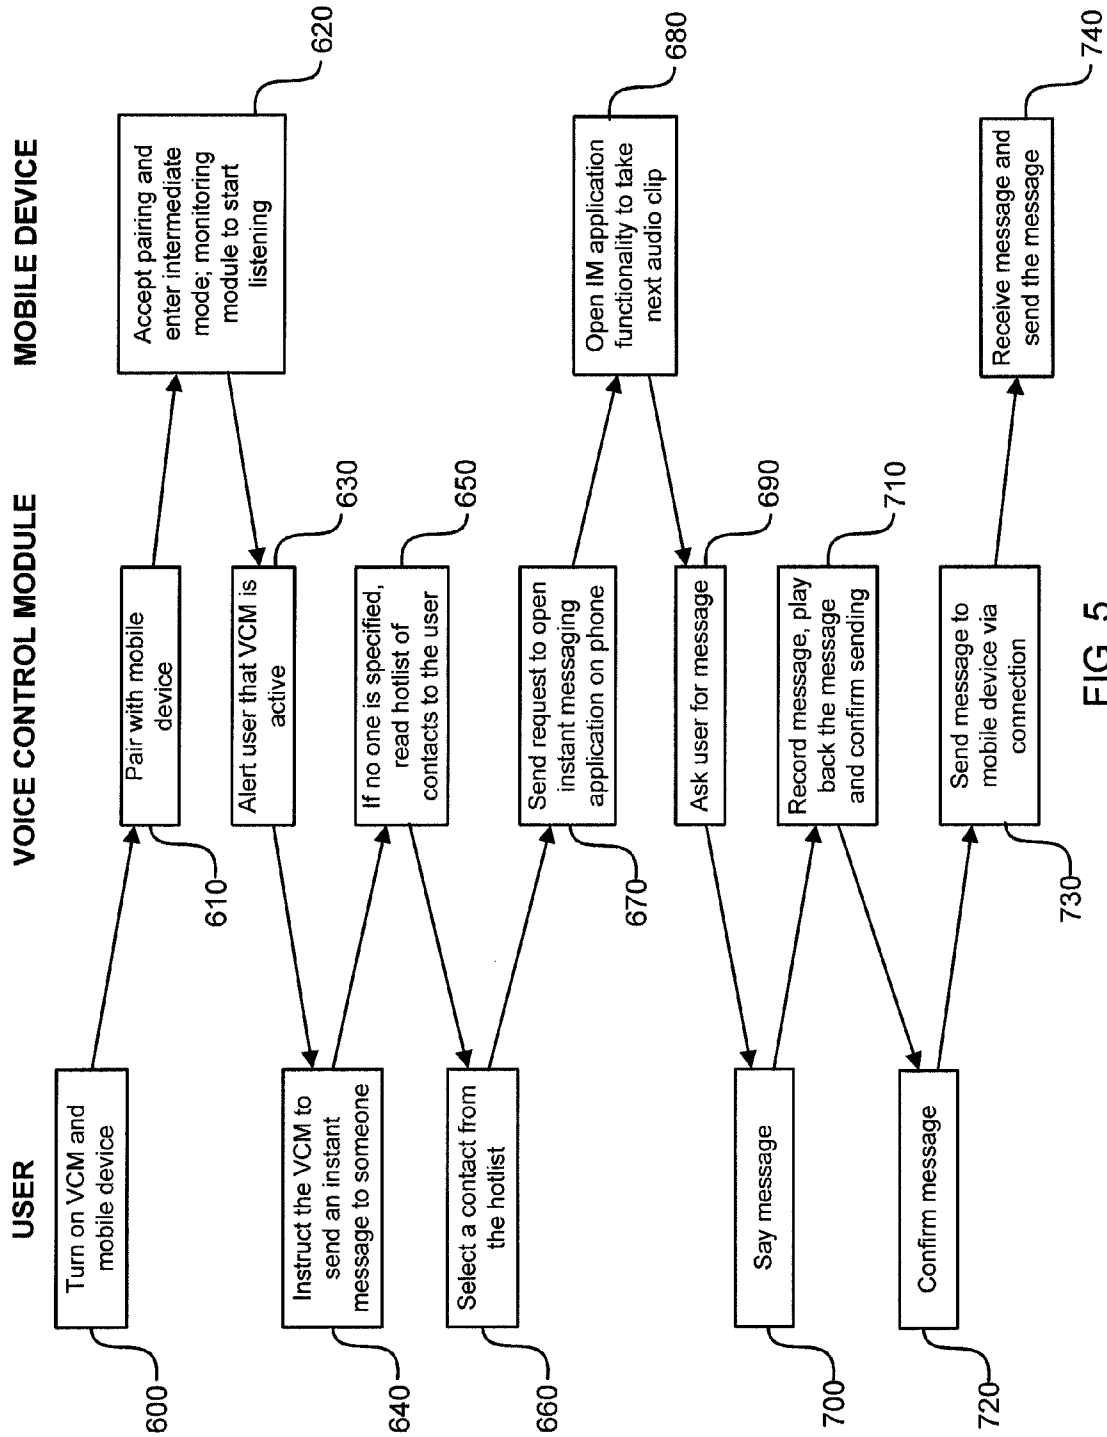 USER
VOICE CONTROL MODULE
MOBILE DEVICE
Turn on VCM and
mobile device
600
Pair with mobile
device
610
Accept pairing and
enter intermediate
mode; monitoring
module to start
listening
620
Alert user that VCM is
active
630
Instruct the VCM to
send an instant
message to someone
640
If no one is specified,
read hotlist of
contacts to the user
650
Select a contact from
the hotlist
660
Send request to open
instant messaging
application on phone
670
Open IM application
functionality to take
next audio clip
680
Ask user for message
690
Say message
700
Record message, play
back the message
and confirm sending
710
Confirm message
720
Send message to
mobile device via
connection
730
Receive message and
send the message
740
FIG. 5